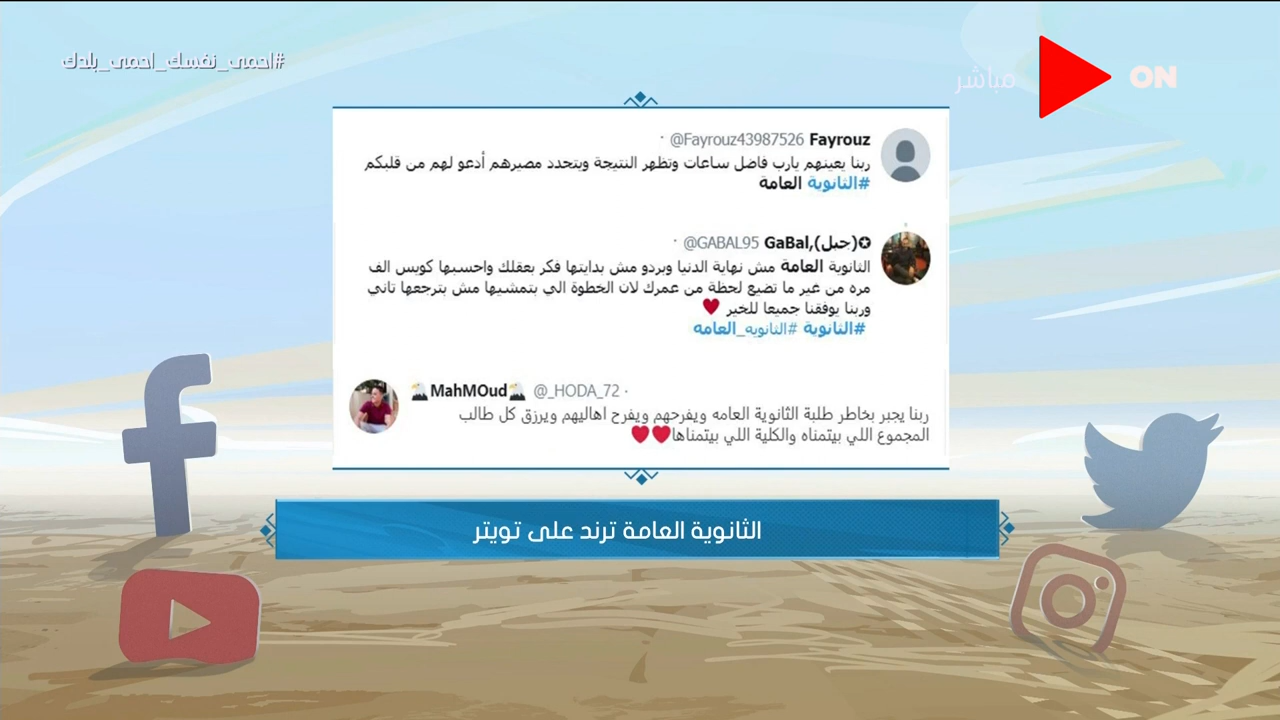 #احمى_نفسك_احمى_بلدك
مباشر ON
Fayrouz @Fayrouz43987526 ·
ربنا يعينهم يارب فاضل ساعات وتظهر النتيجة ويتحدد مصيرهم أدعو لهم من قلبكم
#الثانوية العامة
✪(جبل),GaBal @GABAL95 ·
الثانوية العامة مش نهاية الدنيا وبردو مش بدايتها فكر بعقلك واحسبها كويس الف
مره من غير ما تضيع لحظة من عمرك لان الخطوة الي بتمشيها مش بترجعها تاني
وربنا يوفقنا جميعا للخير ♥
#الثانوية #الثانويه_العامه
MahMOud @_HODA_72 ·
ربنا يجبر بخاطر طلبة الثانوية العامه ويفرحهم ويفرح اهاليهم ويرزق كل طالب
المجموع اللي بيتمناه والكلية اللي بيتمناها♥♥
الثانوية العامة ترند على تويتر